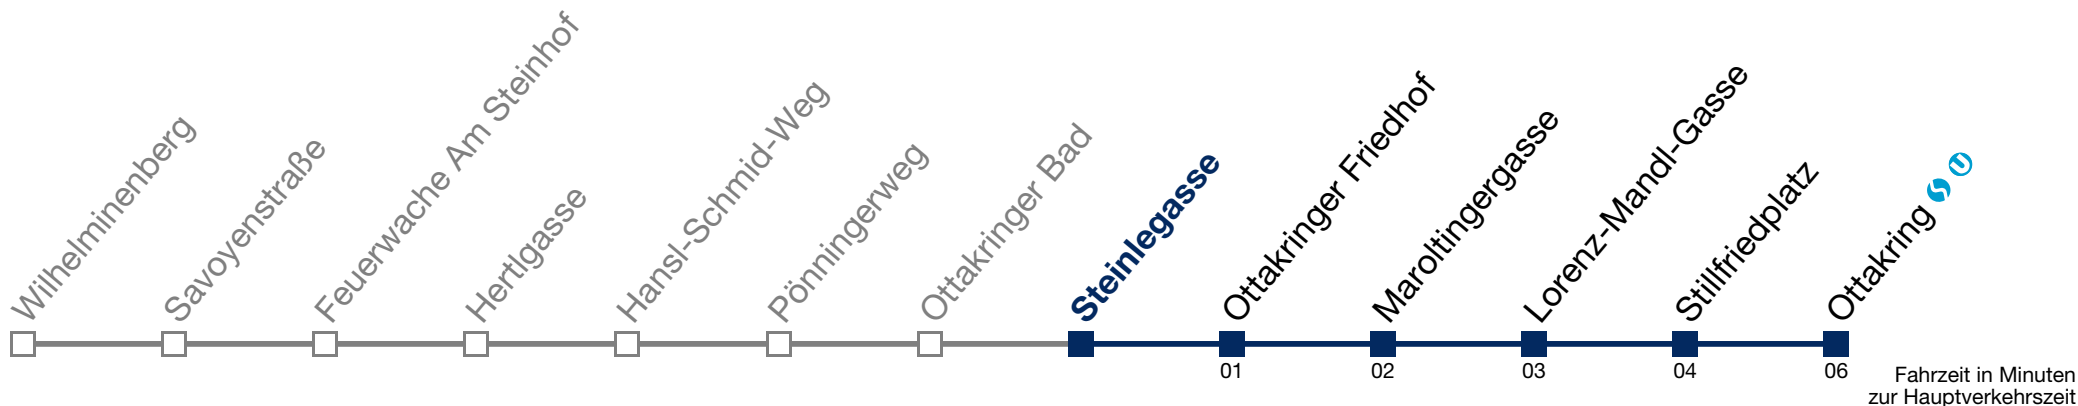 Wilhelminenberg
Savoyenstraße
Feuerwache Am Steinhof
Hertlgasse
Hansl-Schmid-Weg
Pönningerweg
Ottakringer Bad
Steinlegasse
Ottakringer Friedhof
Maroltingergasse
Lorenz-Mandl-Gasse
Stillfriedplatz
Ottakring S U
01 02 03 04 06
Fahrzeit in Minuten
zur Hauptverkehrszeit